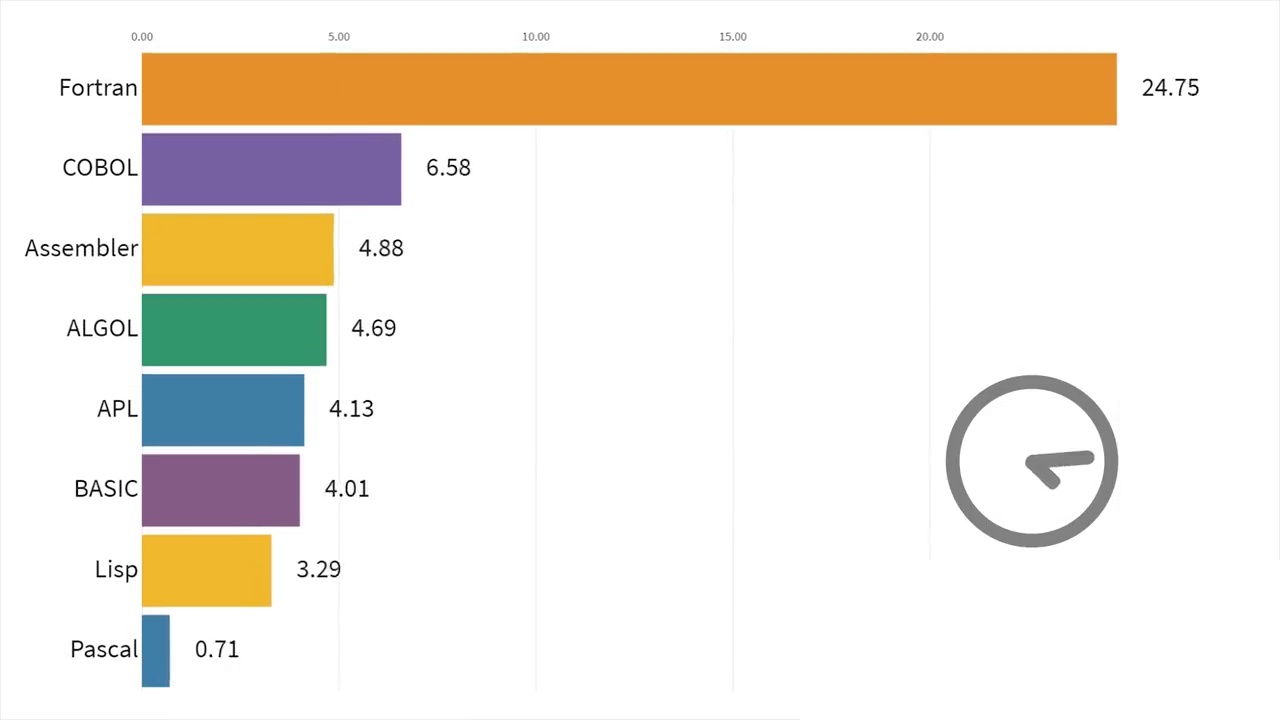 0.00 5.00 10.00 15.00 20.00
Fortran 24.75
COBOL 6.58
Assembler 4.88
ALGOL 4.69
APL 4.13
BASIC 4.01
Lisp 3.29
Pascal 0.71